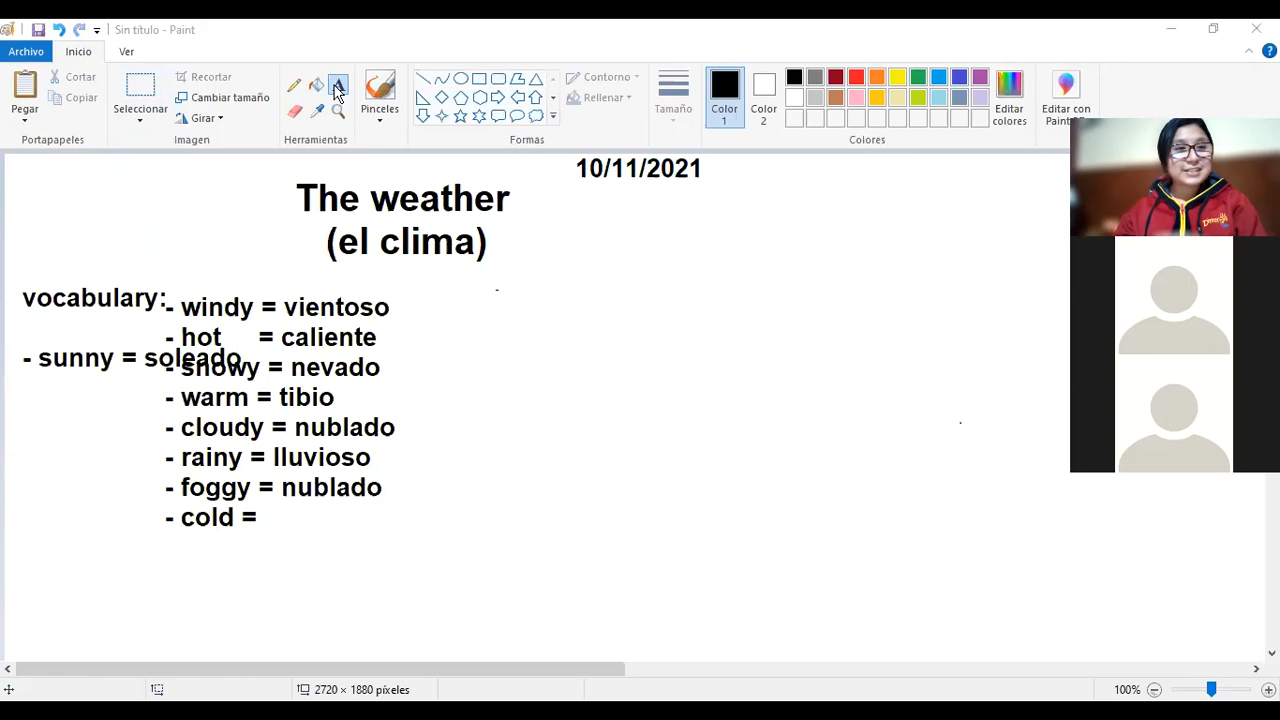 Sin título - Paint
Archivo Inicio Ver
Pegar
Cortar
Copiar
Portapapeles
Seleccionar
Recortar
Cambiar tamaño
Girar
Imagen
Herramientas
Pinceles
Contorno
Rellenar
Formas
Tamaño
Color 1
Color 2
Colores
Editar colores
Editar con
10/11/2021
The weather
(el clima)
vocabulary:
- sunny = soleado
- windy = vientoso
- hot = caliente
- snowy = nevado
- warm = tibio
- cloudy = nublado
- rainy = lluvioso
- foggy = nublado
- cold =
2720 × 1880 píxeles
100%